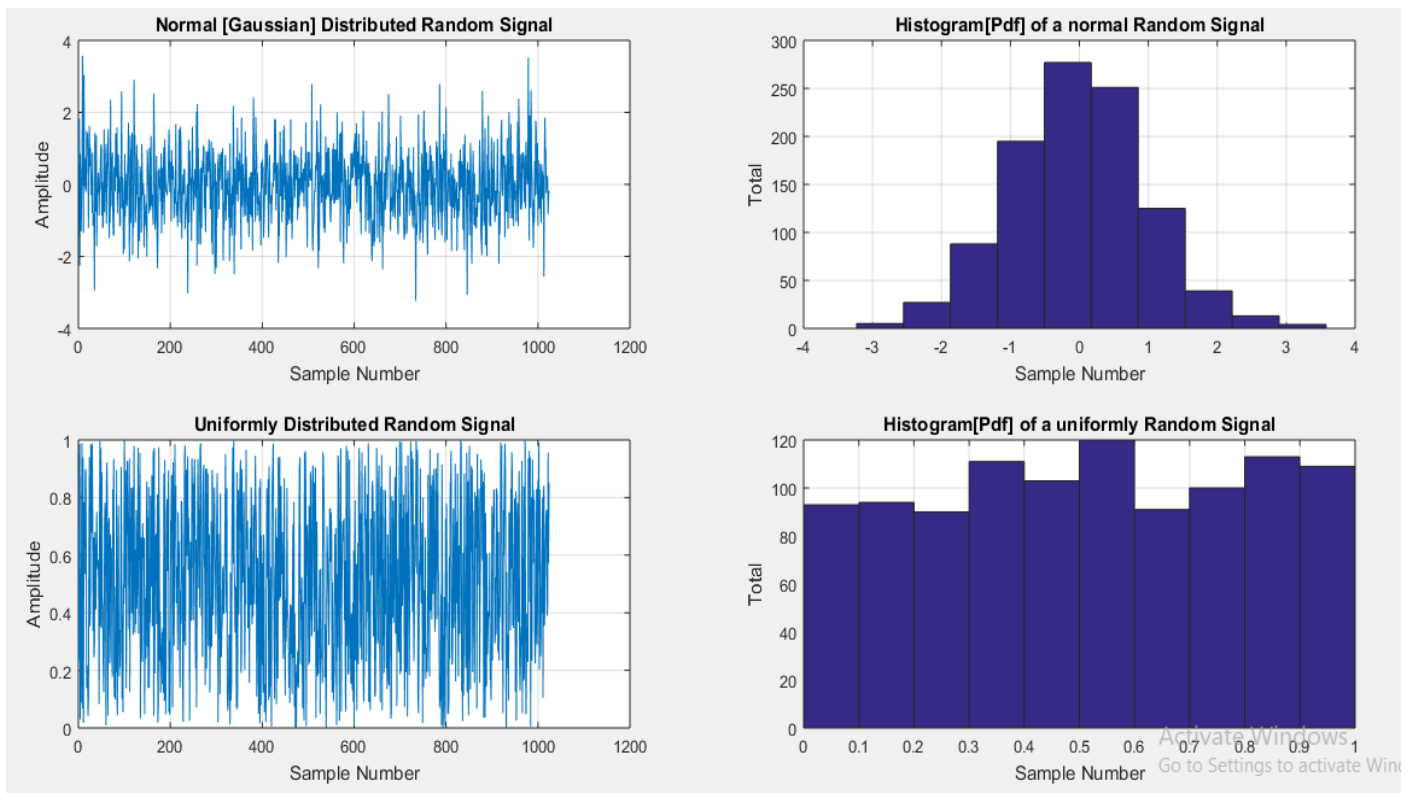 Normal [Gaussian] Distributed Random Signal
4
2
0
-2
-4
Amplitude
0 200 400 600 800 1000 1200
Sample Number
Histogram[Pdf] of a normal Random Signal
300
250
200
150
100
50
0
Total
-4 -3 -2 -1 0 1 2 3 4
Sample Number
Uniformly Distributed Random Signal
1
0.8
0.6
0.4
0.2
0
Amplitude
0 200 400 600 800 1000 1200
Sample Number
Histogram[Pdf] of a uniformly Random Signal
120
100
80
60
40
20
0
Total
0 0.1 0.2 0.3 0.4 0.5 0.6 0.7 0.8 0.9 1
Sample Number
Activate Windows
Go to Settings to activate Wind